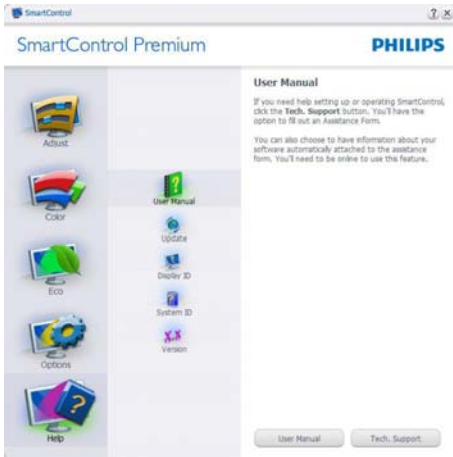 SmartControl
SmartControl Premium
PHILIPS
Adjust
Color
Eco
Options
Help
User Manual
Update
Display ID
System ID
X.X
Version
User Manual
If you need help setting up or operating SmartControl,
click the Tech. Support button. You'll have the
option to fill out an Assistance Form.
You can also choose to have information about your
software automatically attached to the assistance
form. You'll need to be online to use this feature.
User Manual
Tech. Support